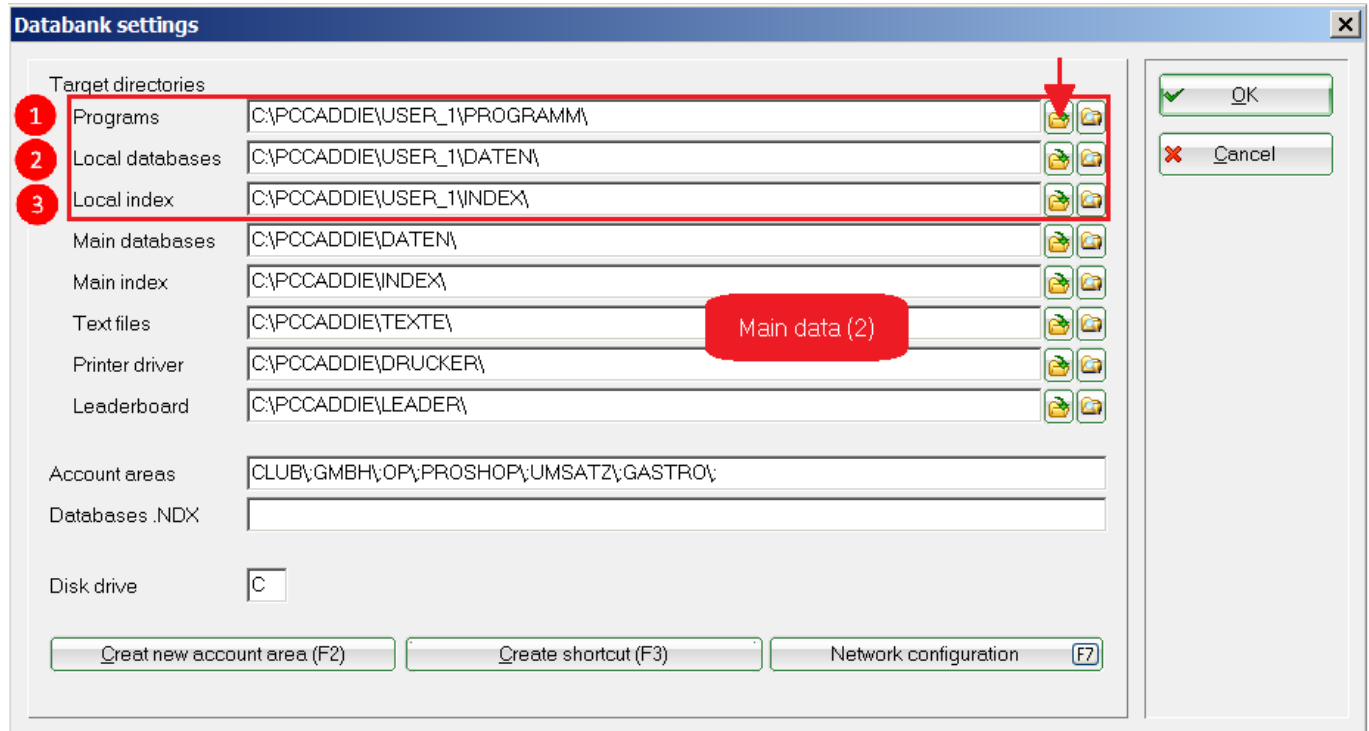 Databank settings
Target directories
1 Programs C:\PCCADDIE\USER_1\PROGRAMM\
2 Local databases C:\PCCADDIE\USER_1\DATEN\
3 Local index C:\PCCADDIE\USER_1\INDEX\
Main databases C:\PCCADDIE\DATEN\
Main index C:\PCCADDIE\INDEX\
Text files C:\PCCADDIE\TEXTE\
Main data (2)
Printer driver C:\PCCADDIE\DRUCKER\
Leaderboard C:\PCCADDIE\LEADER\
Account areas CLUB\;GMBH\;OP\;PROSHOP\;UMSATZ\;GASTRO\;
Databases .NDX
Disk drive C
Creat new account area (F2) Create shortcut (F3) Network configuration F7
OK
Cancel